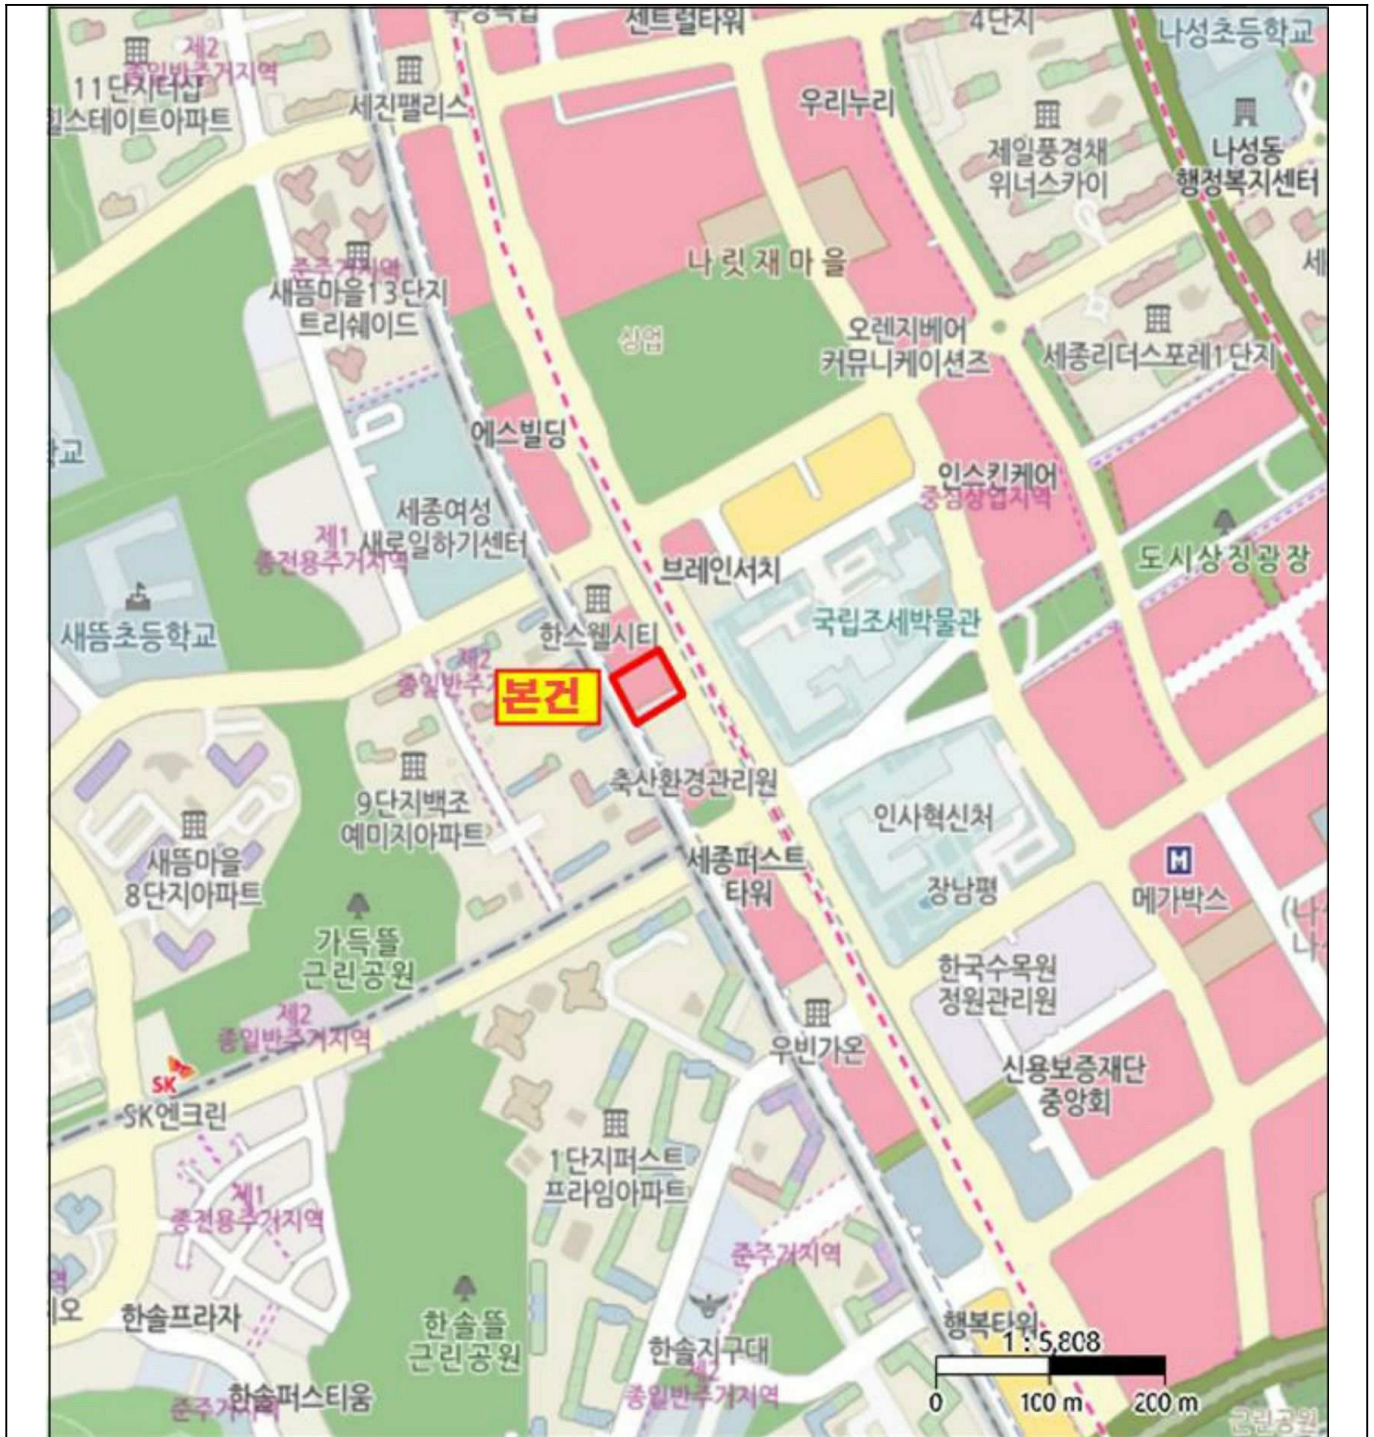 센트럴타워
4단지
나성초등학교
제2
종일반주거지역
11단지더샵
힐스테이트아파트
세진팰리스
우리누리
제일풍경채
위너스카이
나성동
행정복지센터
나릿재마을
준주거지역
새뜸마을13단지
트리쉐이드
상업
오렌지베어
커뮤니케이션즈
세종리더스포레1단지
에스빌딩
인스킨케어
중심상업지역
세종여성
새로일하기센터
제1
종전용주거지역
브레인서치
도시상징광장
새뜸초등학교
한스웰시티
국립조세박물관
제2
본건
축산환경관리원
9단지백조
예미지아파트
인사혁신처
새뜸마을
8단지아파트
세종퍼스트
타워
장남평
M
메가박스
가득뜰
근린공원
한국수목원
정원관리원
제2
종일반주거지역
우빈가온
신용보증재단
중앙회
SK
SK엔크린
1단지퍼스트
프라임아파트
제1
종전용주거지역
준주거지역
한솔프라자
한솔뜰
근린공원
한솔지구대
행복타워
1 : 5,808
0
100 m
200 m
제2
종일반주거지역
한솔퍼스티움
준주거지역
근린공원